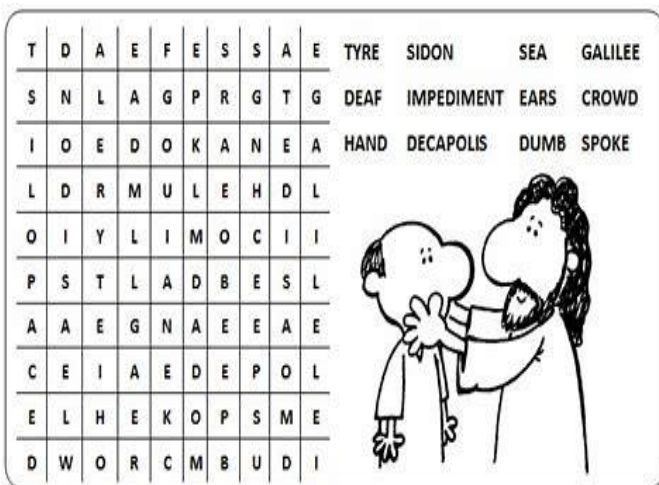 T D A E F E S S A E
S N L A G P R G T G
I O E D O K A N E A
L D R M U L E H D L
O I Y L I M O C I I
P S T L A D B E S L
A A E G N A E E A E
C E I A E D E P O L
E L H E K O P S M E
D W O R C M B U D I
TYRE SIDON SEA GALILEE
DEAF IMPEDIMENT EARS CROWD
HAND DECAPOLIS DUMB SPOKE